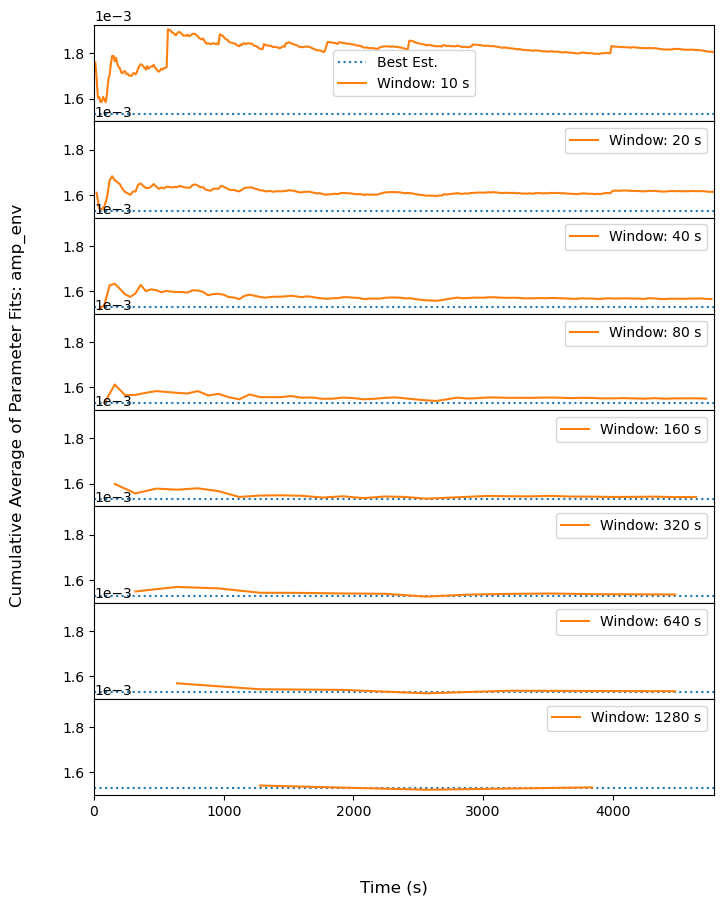 1e−3
1.8
1.6
Best Est.
Window: 10 s
1e−3
1.8
1.6
Window: 20 s
1e−3
1.8
1.6
Window: 40 s
1e−3
1.8
1.6
Window: 80 s
1e−3
1.8
1.6
Window: 160 s
1e−3
1.8
1.6
Window: 320 s
1e−3
1.8
1.6
Window: 640 s
1e−3
1.8
1.6
Window: 1280 s
0 1000 2000 3000 4000
Time (s)
Cumulative Average of Parameter Fits: amp_env